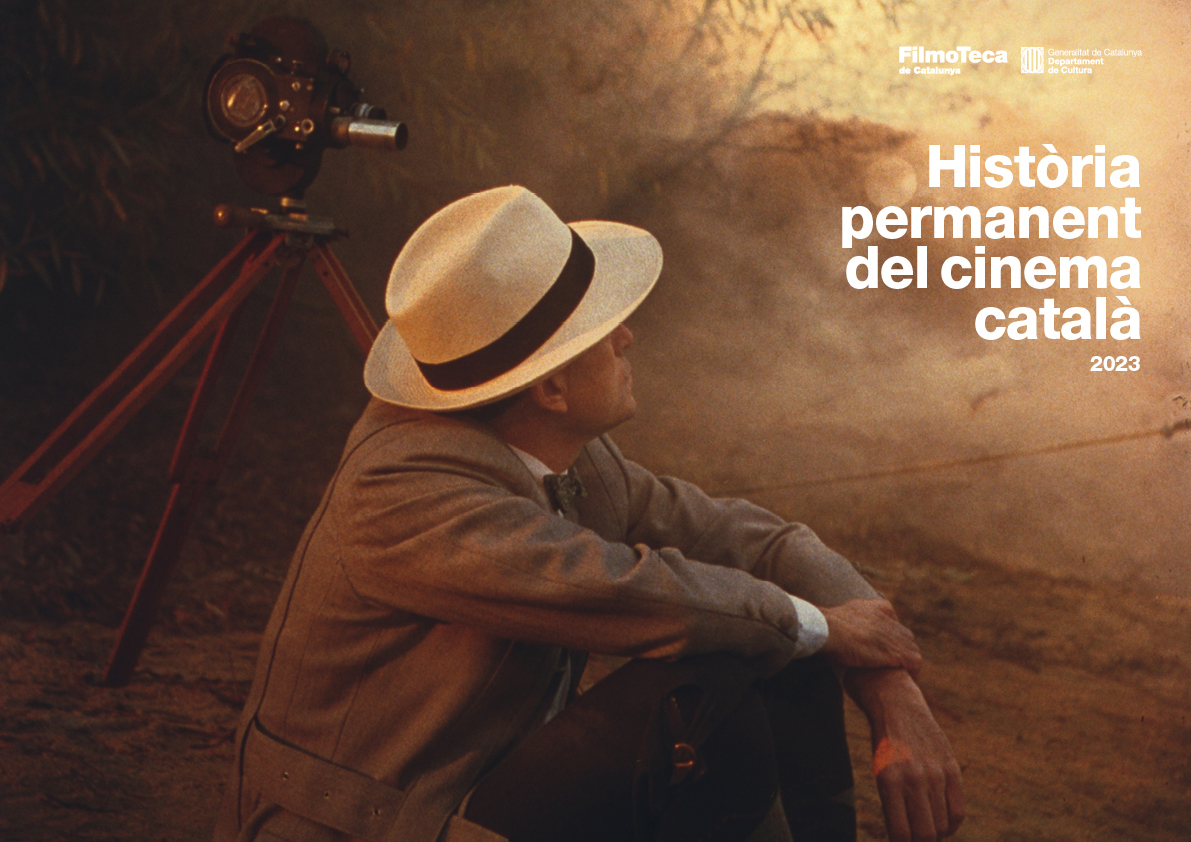 FilmoTeca
de Catalunya
Generalitat de Catalunya
Departament
de Cultura
Història
permanent
del cinema
català
2023